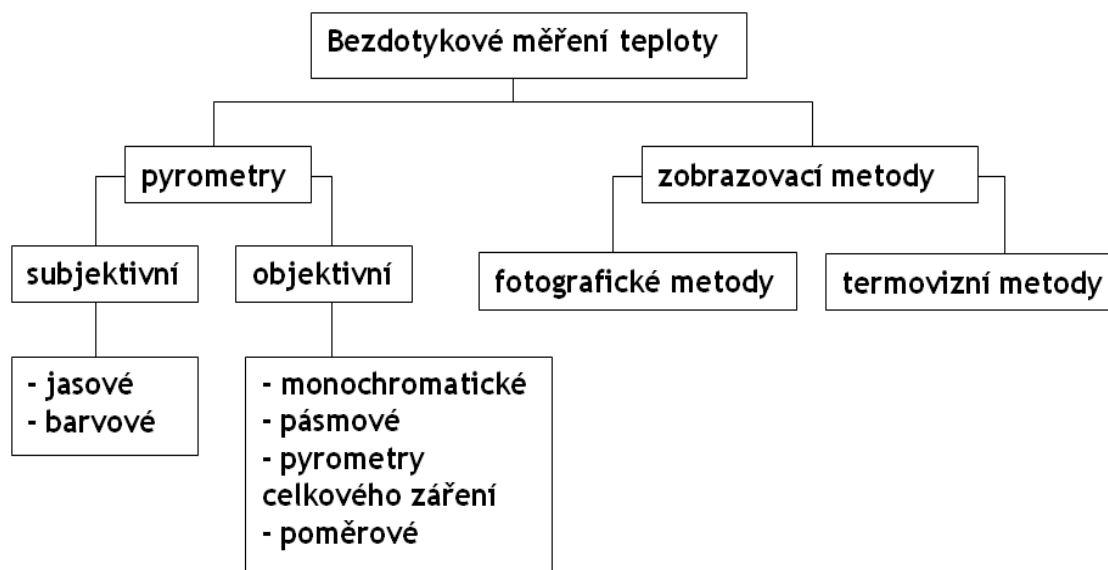 Bezdotykové měření teploty
pyrometry
zobrazovací metody
subjektivní
objektivní
fotografické metody
termovizní metody
- jasové
- barvové
- monochromatické
- pásmové
- pyrometry
celkového záření
- poměrové